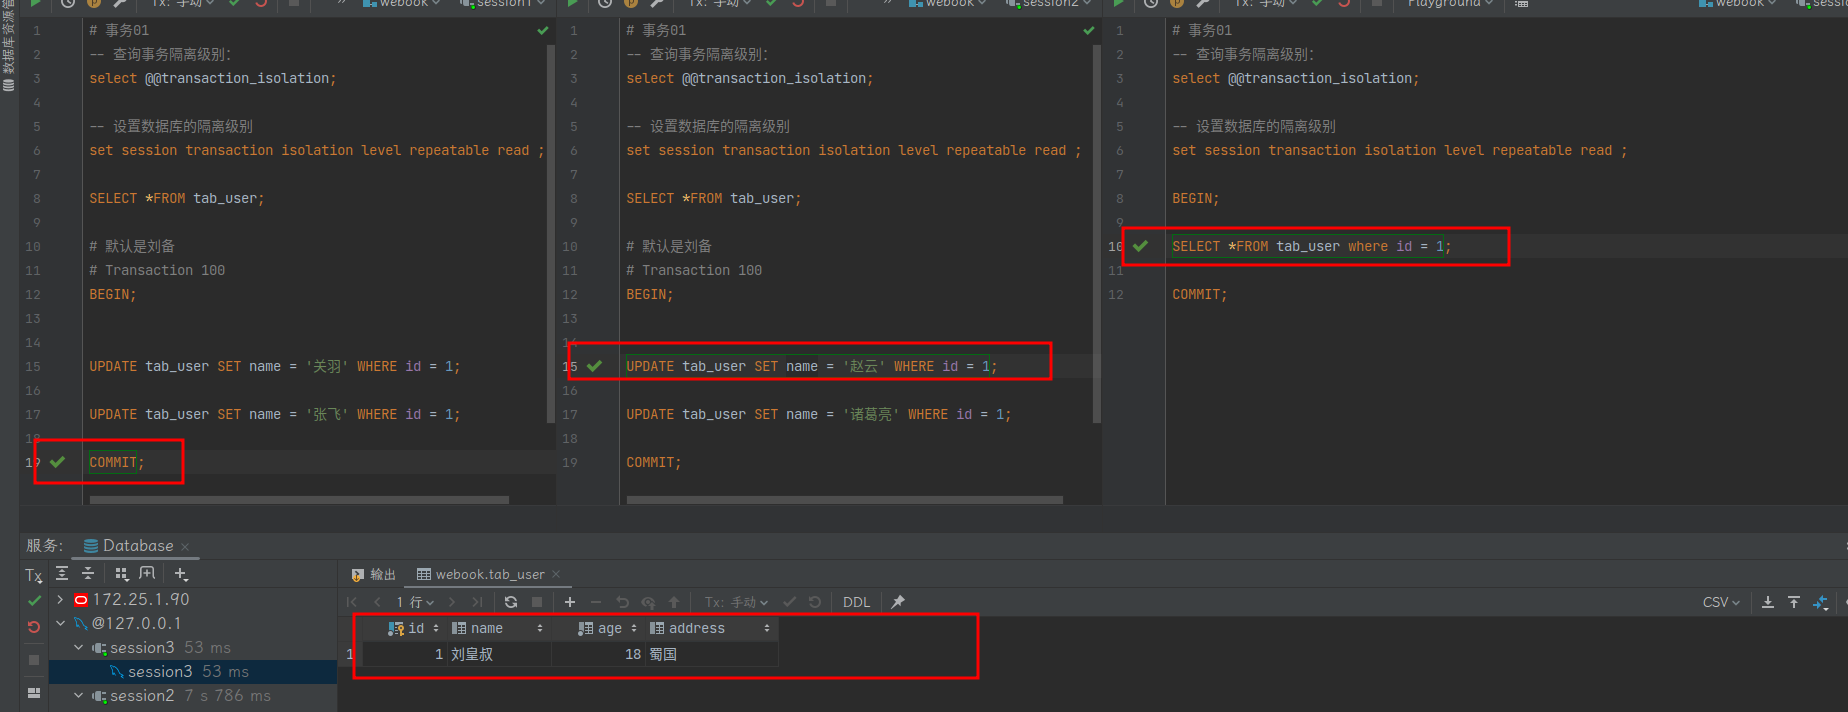 Tx: 手动
webook
session1
Tx: 手动
webook
session2
Tx: 手动
Playground
webook
数据库资源管
1 # 事务01
2 -- 查询事务隔离级别:
3 select @@transaction_isolation;
4
5 -- 设置数据库的隔离级别
6 set session transaction isolation level repeatable read ;
7
8 SELECT *FROM tab_user;
9
10 # 默认是刘备
11 # Transaction 100
12 BEGIN;
13
14
15 UPDATE tab_user SET name = '关羽' WHERE id = 1;
16
17 UPDATE tab_user SET name = '张飞' WHERE id = 1;
18
19 COMMIT;
1 # 事务01
2 -- 查询事务隔离级别:
3 select @@transaction_isolation;
4
5 -- 设置数据库的隔离级别
6 set session transaction isolation level repeatable read ;
7
8 SELECT *FROM tab_user;
9
10 # 默认是刘备
11 # Transaction 100
12 BEGIN;
13
14
15 UPDATE tab_user SET name = '赵云' WHERE id = 1;
16
17 UPDATE tab_user SET name = '诸葛亮' WHERE id = 1;
18
19 COMMIT;
1 # 事务01
2 -- 查询事务隔离级别:
3 select @@transaction_isolation;
4
5 -- 设置数据库的隔离级别
6 set session transaction isolation level repeatable read ;
7
8 BEGIN;
9
10 SELECT *FROM tab_user where id = 1;
11
12 COMMIT;
服务: Database
Tx
172.25.1.90
@127.0.0.1
session3 53 ms
session3 53 ms
session2 7 s 786 ms
输出 webook.tab_user
1 行 Tx: 手动 DDL CSV
id name age address
1 1 刘皇叔 18 蜀国